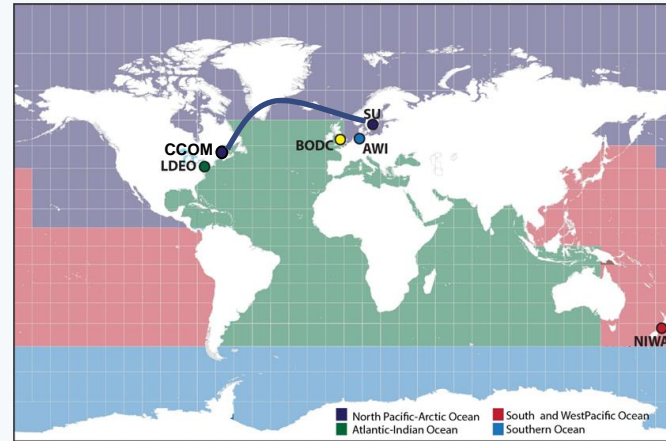 SU
CCOM
BODC
AWI
LDEO
NIWA
North Pacific-Arctic Ocean
South and WestPacific Ocean
Atlantic-Indian Ocean
Southern Ocean